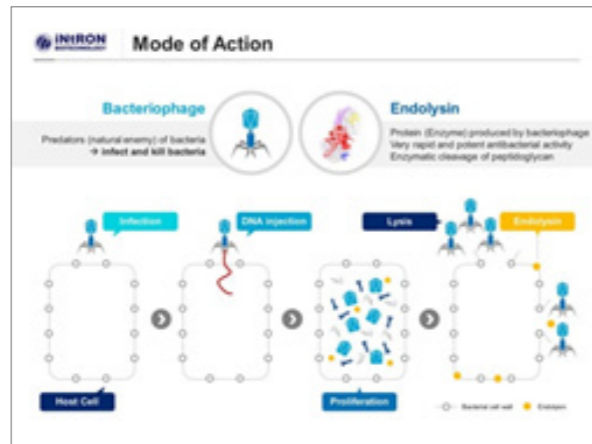 iNtRON
BIOTECHNOLOGY
Mode of Action
Bacteriophage
Predators (natural enemy) of bacteria
→ infect and kill bacteria
Endolysin
Protein (Enzyme) produced by bacteriophage
Very rapid and potent antibacterial activity
Enzymatic cleavage of peptidoglycan
Infection
DNA injection
Lysis
Endolysin
Host Cell
Proliferation
Bacterial cell wall
Endolysin